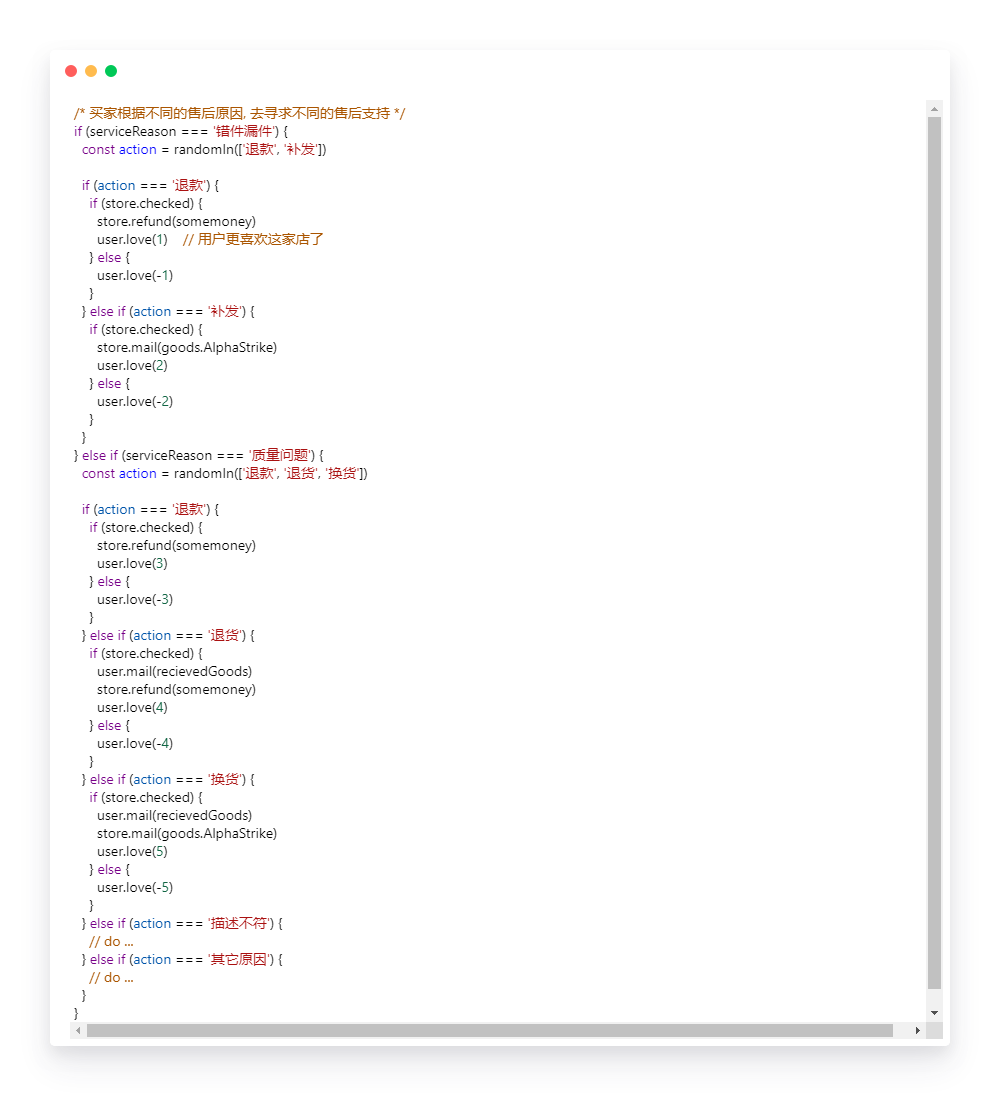 /* 买家根据不同的售后原因, 去寻求不同的售后支持 */
if (serviceReason === '错件漏件') {
  const action = randomIn(['退款', '补发'])

  if (action === '退款') {
    if (store.checked) {
      store.refund(somemoney)
      user.love(1)    // 用户更喜欢这家店了
    } else {
      user.love(-1)
    }
  } else if (action === '补发') {
    if (store.checked) {
      store.mail(goods.AlphaStrike)
      user.love(2)
    } else {
      user.love(-2)
    }
  }
} else if (serviceReason === '质量问题') {
  const action = randomIn(['退款', '退货', '换货'])

  if (action === '退款') {
    if (store.checked) {
      store.refund(somemoney)
      user.love(3)
    } else {
      user.love(-3)
    }
  } else if (action === '退货') {
    if (store.checked) {
      user.mail(recievedGoods)
      store.refund(somemoney)
      user.love(4)
    } else {
      user.love(-4)
    }
  } else if (action === '换货') {
    if (store.checked) {
      user.mail(recievedGoods)
      store.mail(goods.AlphaStrike)
      user.love(5)
    } else {
      user.love(-5)
    }
  } else if (action === '描述不符') {
    // do ...
  } else if (action === '其它原因') {
    // do ...
  }
}